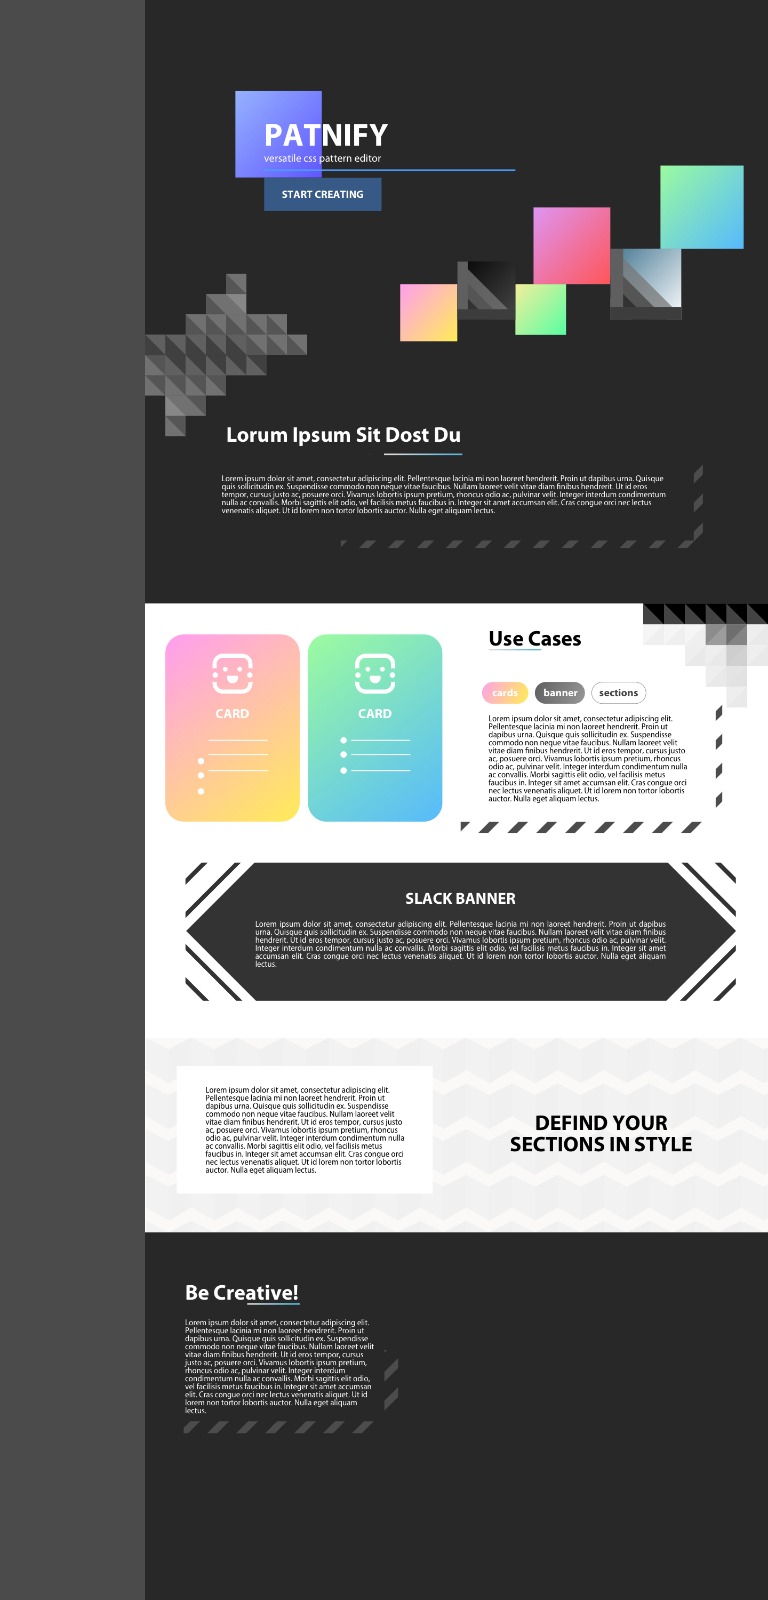 PATNIFY
versatile css pattern editor
START CREATING
Lorum Ipsum Sit Dost Du
Lorem ipsum dolor sit amet, consectetur adipiscing elit. Pellentesque lacinia mi non laoreet hendrerit. Proin ut dapibus urna. Quisque
quis sollicitudin ex. Suspendisse commodo non neque vitae faucibus. Nullam laoreet velit vitae diam finibus hendrerit. Ut id eros
tempor, cursus justo ac, posuere orci. Vivamus lobortis ipsum pretium, rhoncus odio ac, pulvinar velit. Integer interdum condimentum
nulla ac convallis. Morbi sagittis elit odio, vel facilisis metus faucibus in. Integer sit amet accumsan elit. Cras congue orci nec lectus
venenatis aliquet. Ut id lorem non tortor lobortis auctor. Nulla eget aliquam lectus.
Use Cases
cards banner sections
Lorem ipsum dolor sit amet, consectetur adipiscing elit.
Pellentesque lacinia mi non laoreet hendrerit. Proin ut
dapibus urna. Quisque quis sollicitudin ex. Suspendisse
commodo non neque vitae faucibus. Nullam laoreet velit
vitae diam finibus hendrerit. Ut id eros tempor, cursus justo
ac, posuere orci. Vivamus lobortis ipsum pretium, rhoncus
odio ac, pulvinar velit. Integer interdum condimentum nulla
ac convallis. Morbi sagittis elit odio, vel facilisis metus
faucibus in. Integer sit amet accumsan elit. Cras congue orci
nec lectus venenatis aliquet. Ut id lorem non tortor lobortis
auctor. Nulla eget aliquam lectus.
CARD
CARD
SLACK BANNER
Lorem ipsum dolor sit amet, consectetur adipiscing elit. Pellentesque lacinia mi non laoreet hendrerit. Proin ut dapibus
urna. Quisque quis sollicitudin ex. Suspendisse commodo non neque vitae faucibus. Nullam laoreet velit vitae diam finibus
hendrerit. Ut id eros tempor, cursus justo ac, posuere orci. Vivamus lobortis ipsum pretium, rhoncus odio ac, pulvinar velit.
Integer interdum condimentum nulla ac convallis. Morbi sagittis elit odio, vel facilisis metus faucibus in. Integer sit amet
accumsan elit. Cras congue orci nec lectus venenatis aliquet. Ut id lorem non tortor lobortis auctor. Nulla eget aliquam
lectus.
Lorem ipsum dolor sit amet, consectetur adipiscing elit.
Pellentesque lacinia mi non laoreet hendrerit. Proin ut
dapibus urna. Quisque quis sollicitudin ex. Suspendisse
commodo non neque vitae faucibus. Nullam laoreet velit
vitae diam finibus hendrerit. Ut id eros tempor, cursus justo
ac, posuere orci. Vivamus lobortis ipsum pretium, rhoncus
odio ac, pulvinar velit. Integer interdum condimentum nulla
ac convallis. Morbi sagittis elit odio, vel facilisis metus
faucibus in. Integer sit amet accumsan elit. Cras congue orci
nec lectus venenatis aliquet. Ut id lorem non tortor lobortis
auctor. Nulla eget aliquam lectus.
DEFIND YOUR
SECTIONS IN STYLE
Be Creative!
Lorem ipsum dolor sit amet, consectetur adipiscing elit.
Pellentesque lacinia mi non laoreet hendrerit. Proin ut
dapibus urna. Quisque quis sollicitudin ex. Suspendisse
commodo non neque vitae faucibus. Nullam laoreet velit
vitae diam finibus hendrerit. Ut id eros tempor, cursus
justo ac, posuere orci. Vivamus lobortis ipsum pretium,
rhoncus odio ac, pulvinar velit. Integer interdum
condimentum nulla ac convallis. Morbi sagittis elit odio,
vel facilisis metus faucibus in. Integer sit amet accumsan
elit. Cras congue orci nec lectus venenatis aliquet. Ut id
lorem non tortor lobortis auctor. Nulla eget aliquam
lectus.